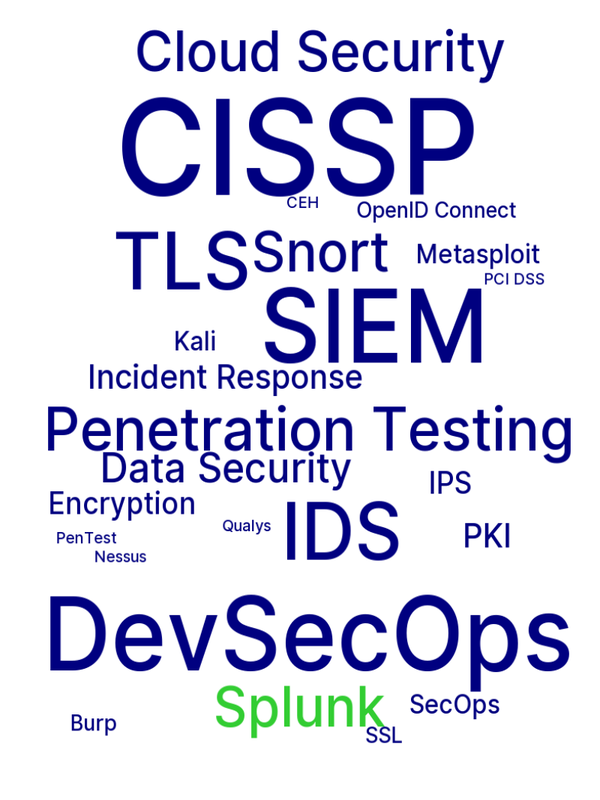 Cloud Security
CISSP
CEH
OpenID Connect
TLS
Snort
Metasploit
PCI DSS
SIEM
Kali
Incident Response
Penetration Testing
Data Security
IPS
Encryption
Qualys
IDS
PKI
PenTest
Nessus
DevSecOps
Splunk
SecOps
Burp
SSL